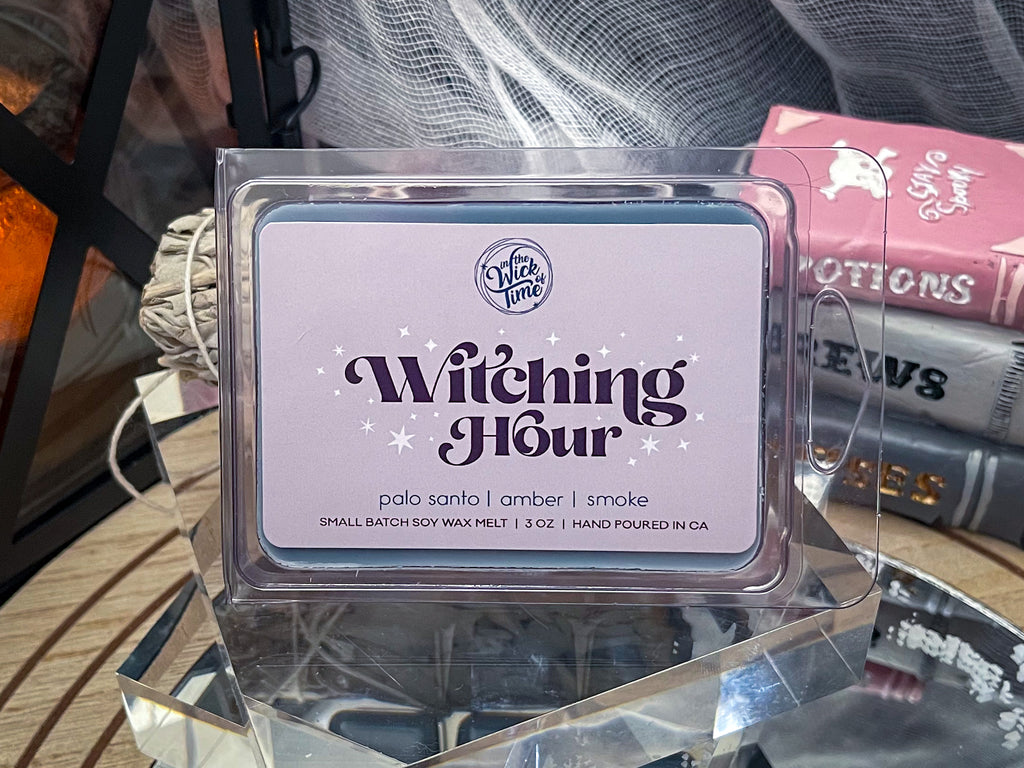 in the
Wick
of
Time
Witching
Hour
palo santo | amber | smoke
SMALL BATCH SOY WAX MELT | 3 OZ | HAND POURED IN CA
POTIONS